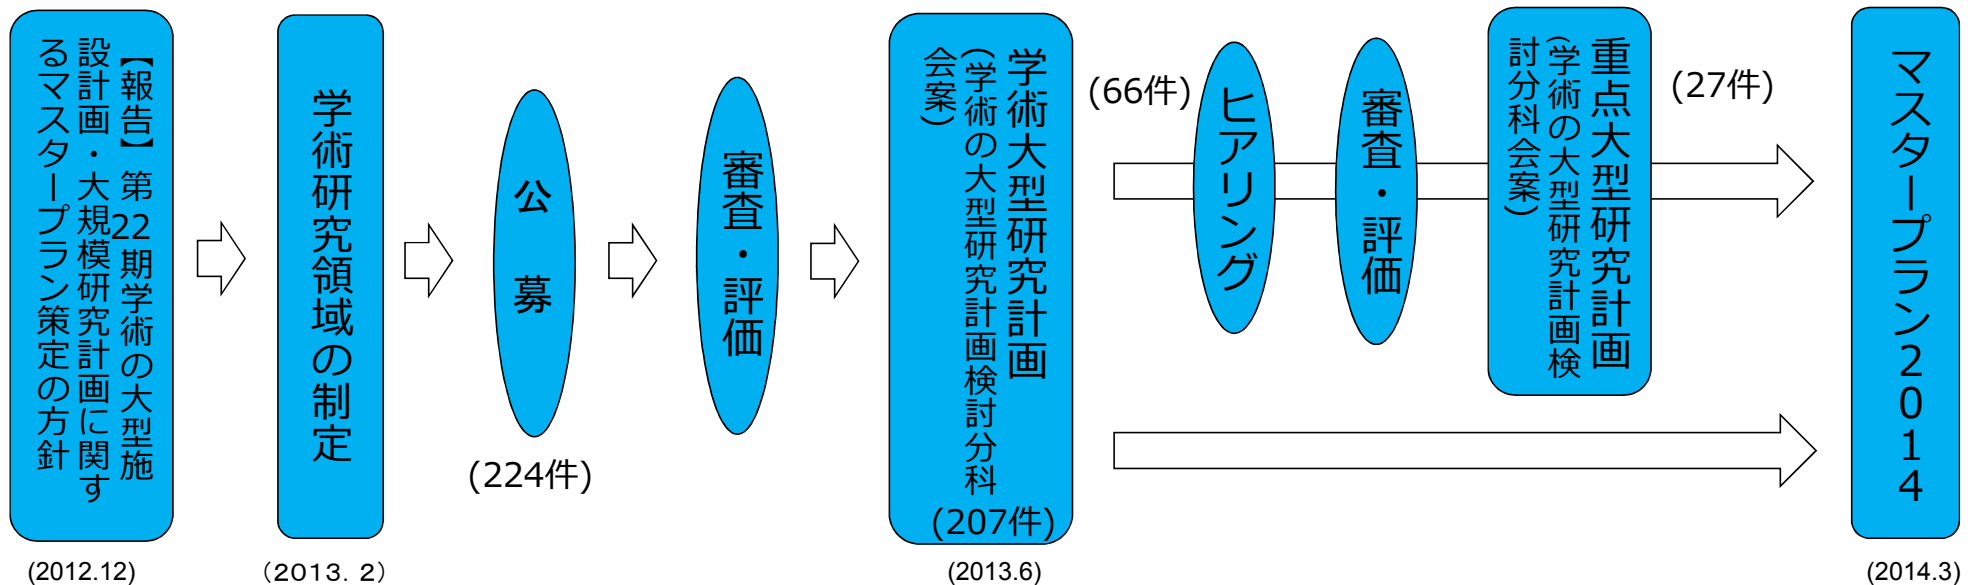 【報告】第22期学術の大型施
設計画・大規模研究計画に関す
るマスタープラン策定の方針
(2012.12)
学術研究領域の制定
（2013．2）
公募
(224件)
審査・評価
学術大型研究計画
(学術の大型研究計画検討分科
会案)
(207件)
(2013.6)
(66件)
ヒアリング
審査・評価
重点大型研究計画
(学術の大型研究計画検
討分科会案)
(27件)
マスタープラン2014
(2014.3)